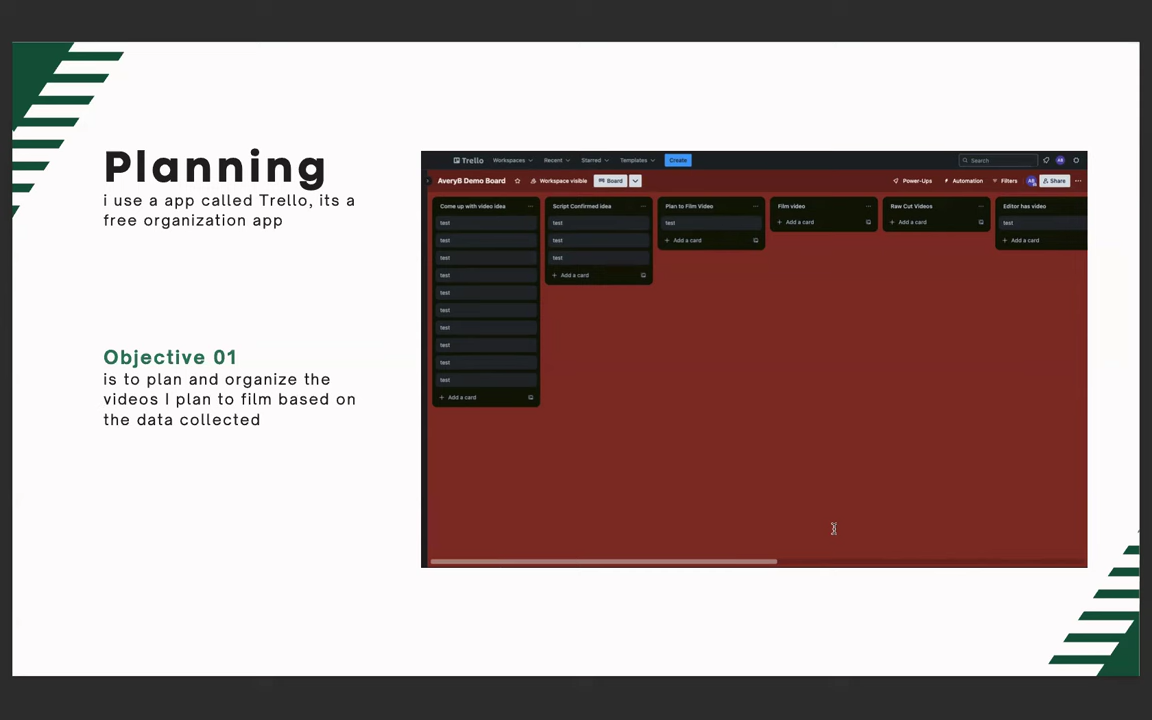 Planning
i use a app called Trello, its a
free organization app
Objective 01
is to plan and organize the
videos I plan to film based on
the data collected
Trello Workspaces Recent Starred Templates Create Search AB
AveryB Demo Board Workspace visible Board Power-Ups Automation Filters AB Share
Come up with video idea
test
test
test
test
test
test
test
test
test
test
+ Add a card
Script Confirmed idea
test
test
test
+ Add a card
Plan to Film Video
test
+ Add a card
Film video
+ Add a card
Raw Cut Videos
+ Add a card
Editor has video
test
+ Add a card